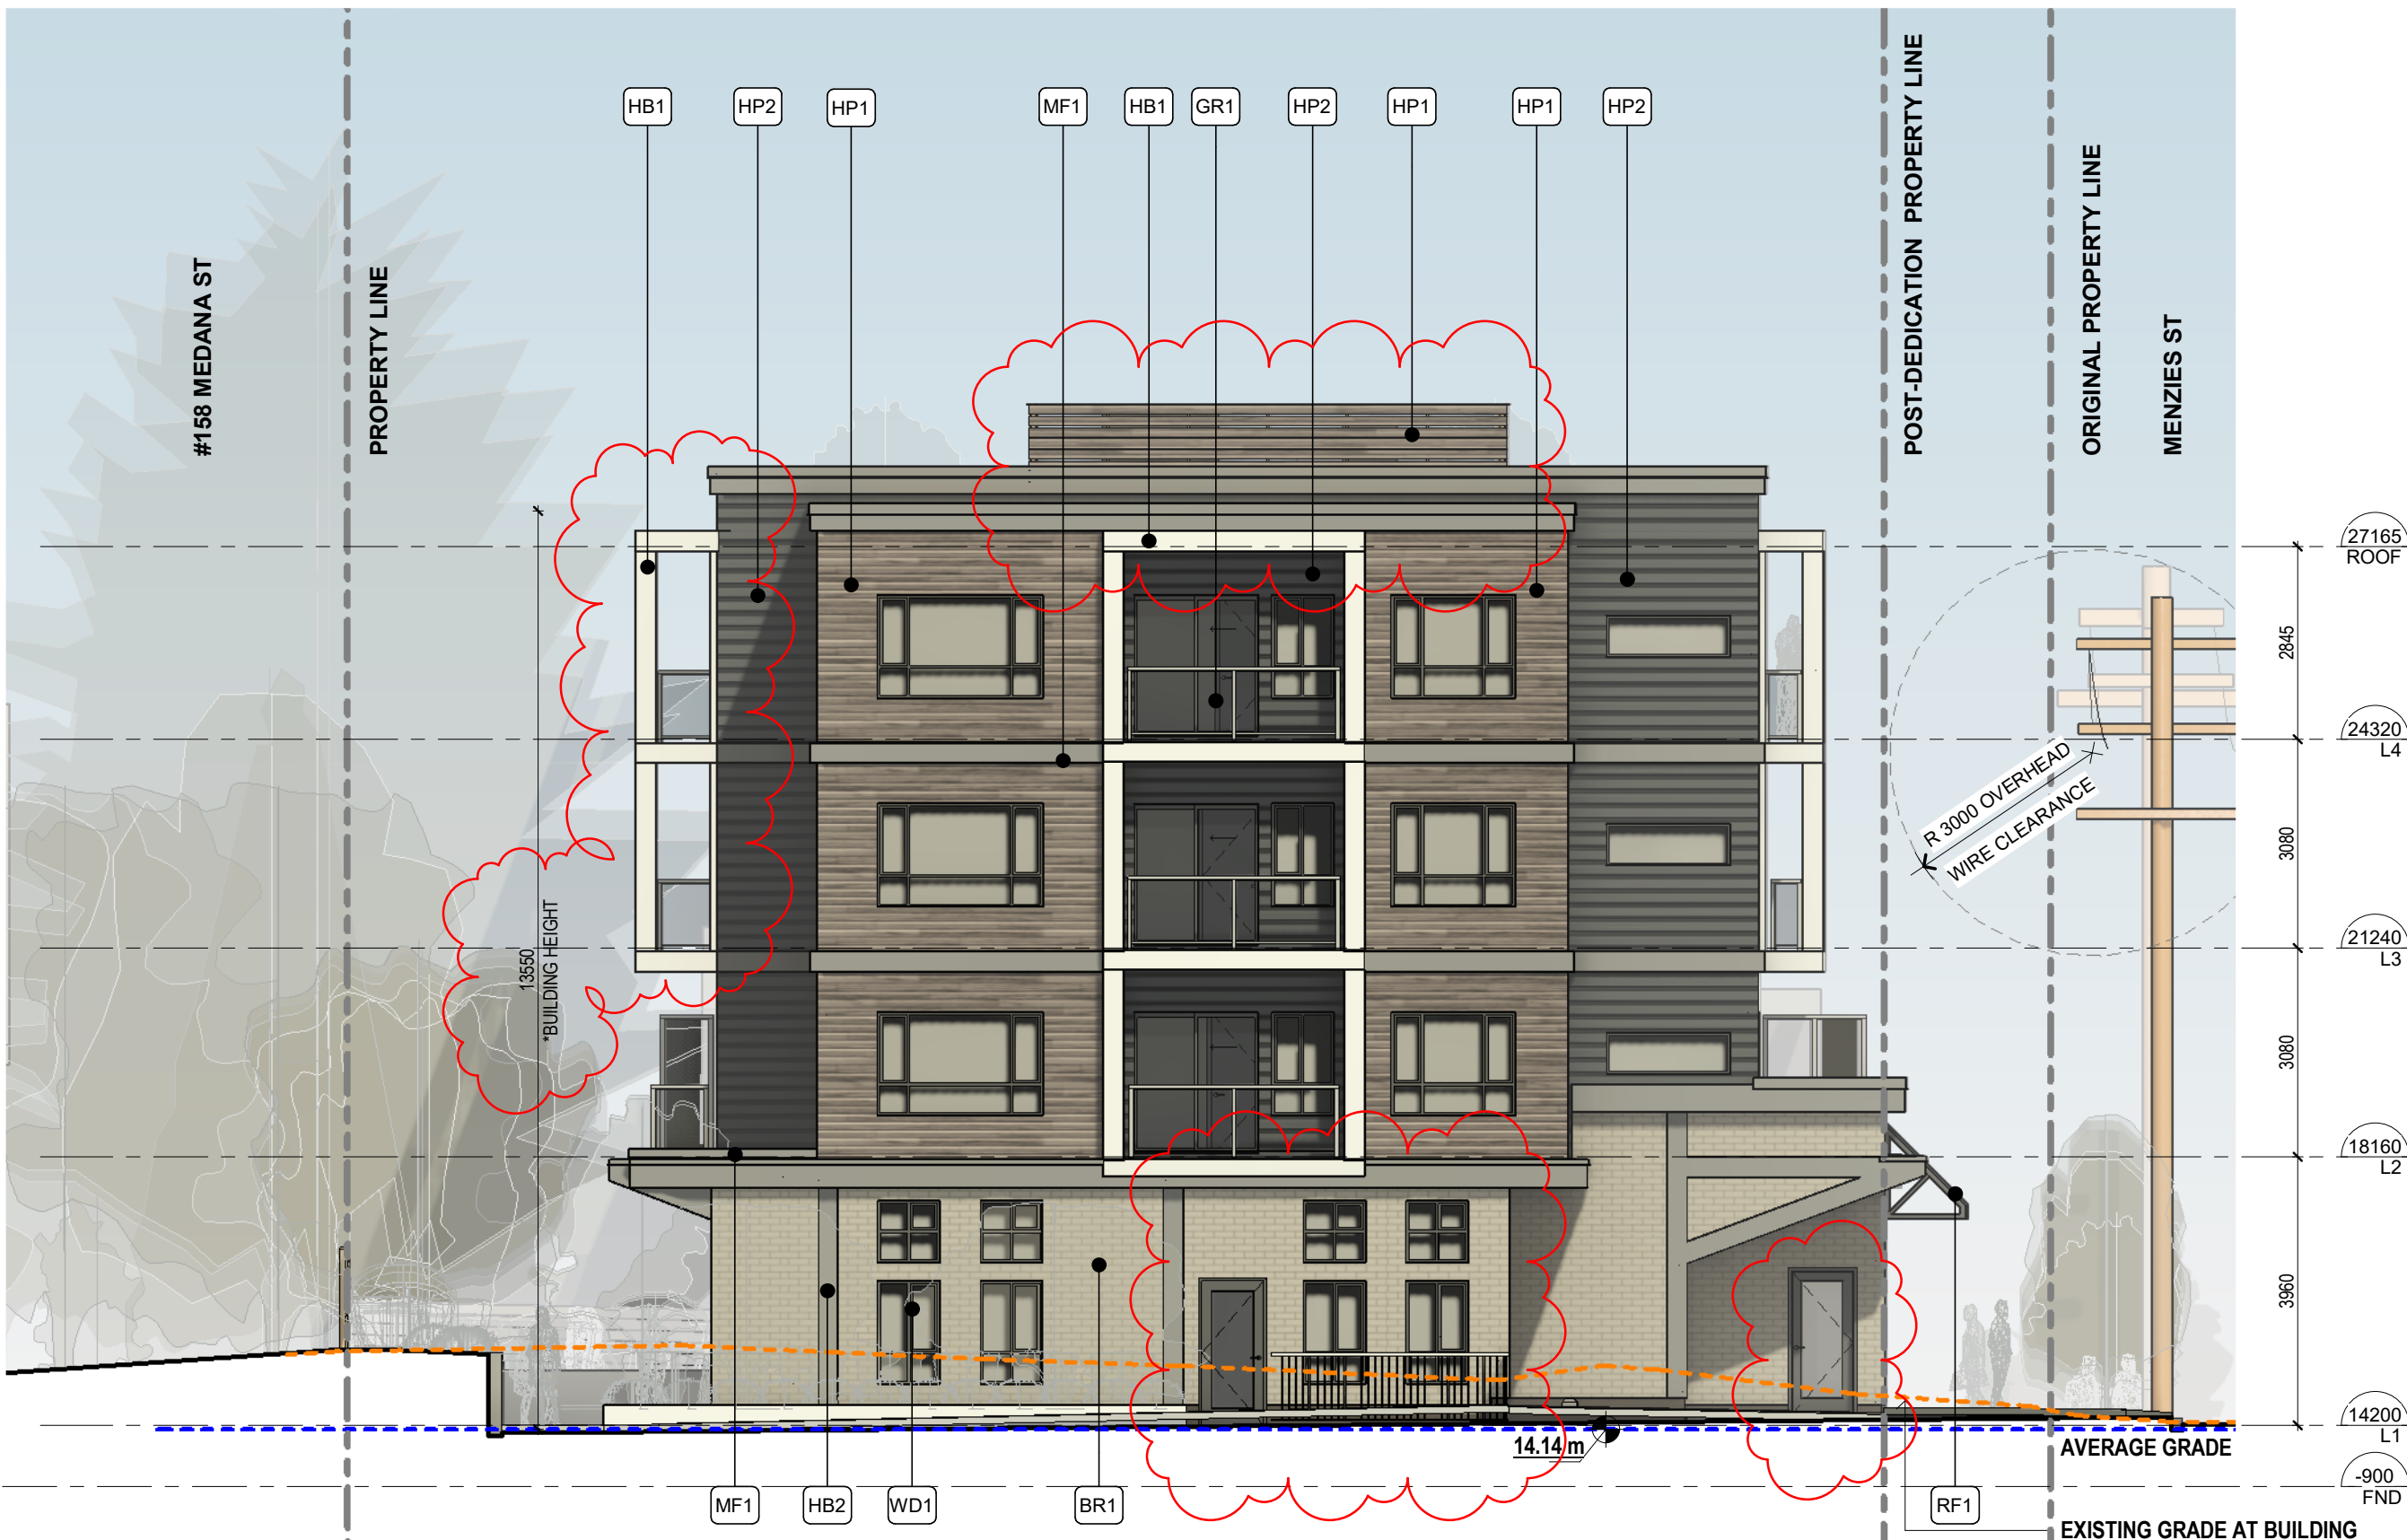 HB1
HP2
HP1
MF1
HB1
GR1
HP2
HP1
HP1
HP2
#158 MEDANA ST
PROPERTY LINE
POST-DEDICATION PROPERTY LINE
ORIGINAL PROPERTY LINE
MENZIES ST
27165
ROOF
2845
24320
L4
R 3000 OVERHEAD
WIRE CLEARANCE
3080
21240
L3
13550
*BUILDING HEIGHT
3080
18160
L2
3960
14200
L1
14.14 m
AVERAGE GRADE
-900
FND
MF1
HB2
WD1
BR1
RF1
EXISTING GRADE AT BUILDING